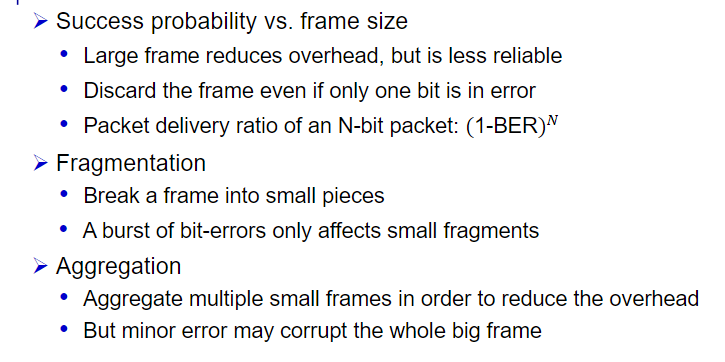 ➢ Success probability vs. frame size
• Large frame reduces overhead, but is less reliable
• Discard the frame even if only one bit is in error
• Packet delivery ratio of an N-bit packet: (1-BER)ᴺ
➢ Fragmentation
• Break a frame into small pieces
• A burst of bit-errors only affects small fragments
➢ Aggregation
• Aggregate multiple small frames in order to reduce the overhead
• But minor error may corrupt the whole big frame